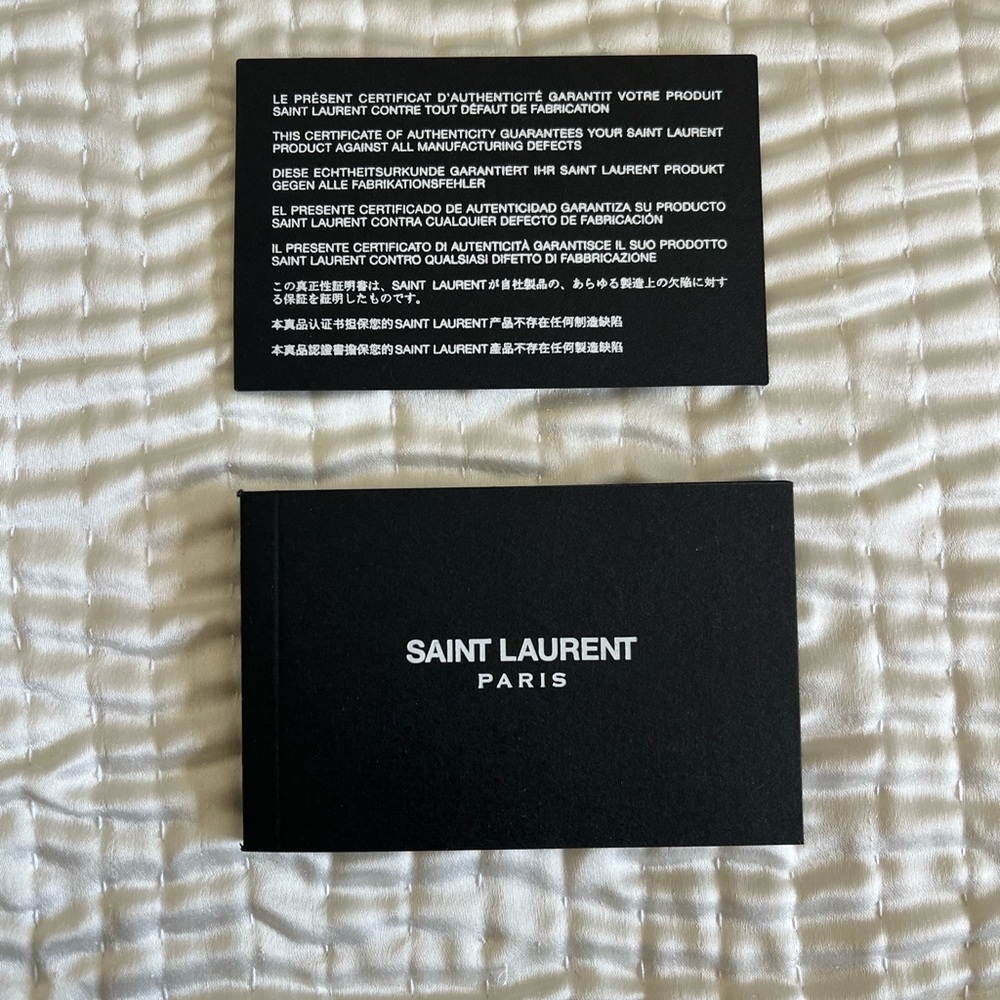 LE PRÉSENT CERTIFICAT D'AUTHENTICITÉ GARANTIT VOTRE PRODUIT
SAINT LAURENT CONTRE TOUT DÉFAUT DE FABRICATION
THIS CERTIFICATE OF AUTHENTICITY GUARANTEES YOUR SAINT LAURENT
PRODUCT AGAINST ALL MANUFACTURING DEFECTS
DIESE ECHTHEITSURKUNDE GARANTIERT IHR SAINT LAURENT PRODUKT
GEGEN ALLE FABRIKATIONSFEHLER
EL PRESENTE CERTIFICADO DE AUTENTICIDAD GARANTIZA SU PRODUCTO
SAINT LAURENT CONTRA CUALQUIER DEFECTO DE FABRICACIÓN
IL PRESENTE CERTIFICATO DI AUTENTICITÀ GARANTISCE IL SUO PRODOTTO
SAINT LAURENT CONTRO QUALSIASI DIFETTO DI FABBRICAZIONE
この真正性証明書は、SAINT LAURENTが自社製品の、あらゆる製造上の欠陥に対す
る保証を証明したものです。
本真品认证书担保您的SAINT LAURENT产品不存在任何制造缺陷
本真品認證書擔保您的SAINT LAURENT產品不存在任何製造缺陷
SAINT LAURENT
PARIS